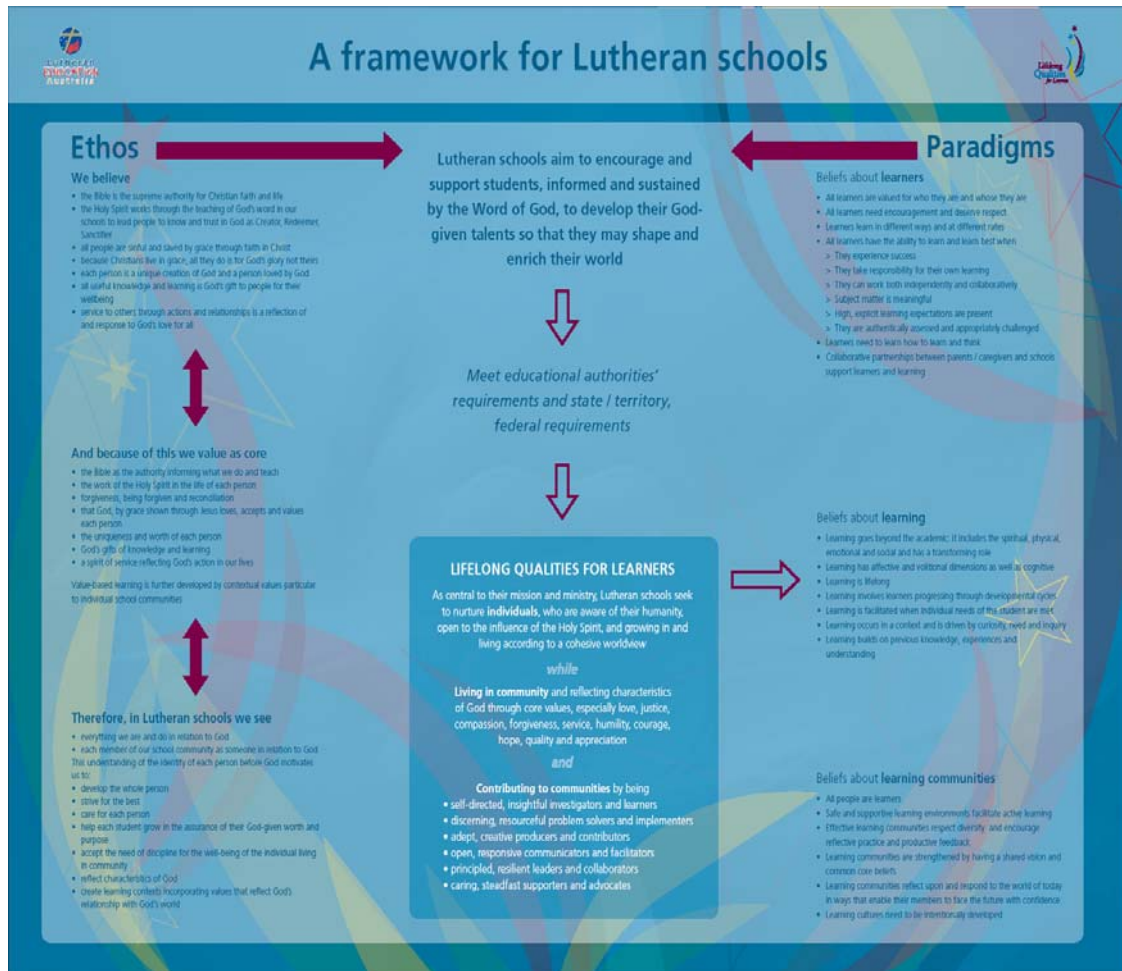 Lutheran
EDUCATION
Australia
A framework for Lutheran schools
Lifelong
Qualities
for Learners
Ethos
We believe
• the Bible is the supreme authority for Christian faith and life
• the Holy Spirit works through the teaching of God's word in our
schools to lead people to know and trust in God as Creator, Redeemer,
Sanctifier
• all people are sinful and saved by grace through faith in Christ
• because Christians live in grace, all they do is for God's glory not theirs
• each person is a unique creation of God and a person loved by God
• all useful knowledge and learning is God's gift to people for their
wellbeing
• service to others through actions and relationships is a reflection of
and response to God's love for all
And because of this we value as core
• the Bible as the authority informing what we do and teach
• the work of the Holy Spirit in the life of each person
• forgiveness, being forgiven and reconciliation
• that God, by grace shown through Jesus loves, accepts and values
each person
• the uniqueness and worth of each person
• God's gifts of knowledge and learning
• a spirit of service reflecting God's action in our lives
Value-based learning is further developed by contextual values particular
to individual school communities
Therefore, in Lutheran schools we see
• everything we are and do in relation to God
• each member of our school community as someone in relation to God
This understanding of the identity of each person before God motivates
us to:
• develop the whole person
• strive for the best
• care for each person
• help each student grow in the assurance of their God-given worth and
purpose
• accept the need of discipline for the well-being of the individual living
in community
• reflect characteristics of God
• create learning contexts incorporating values that reflect God's
relationship with God's world
Lutheran schools aim to encourage and
support students, informed and sustained
by the Word of God, to develop their God-
given talents so that they may shape and
enrich their world
Meet educational authorities'
requirements and state / territory,
federal requirements
LIFELONG QUALITIES FOR LEARNERS
As central to their mission and ministry, Lutheran schools seek
to nurture individuals, who are aware of their humanity,
open to the influence of the Holy Spirit, and growing in and
living according to a cohesive worldview
while
Living in community and reflecting characteristics
of God through core values, especially love, justice,
compassion, forgiveness, service, humility, courage,
hope, quality and appreciation
and
Contributing to communities by being
• self-directed, insightful investigators and learners
• discerning, resourceful problem solvers and implementers
• adept, creative producers and contributors
• open, responsive communicators and facilitators
• principled, resilient leaders and collaborators
• caring, steadfast supporters and advocates
Paradigms
Beliefs about learners
• All learners are valued for who they are and whose they are
• All learners need encouragement and deserve respect
• Learners learn in different ways and at different rates
• All learners have the ability to learn and learn best when
> They experience success
> They take responsibility for their own learning
> They can work both independently and collaboratively
> Subject matter is meaningful
> High, explicit learning expectations are present
> They are authentically assessed and appropriately challenged
• Learners need to learn how to learn and think
• Collaborative partnerships between parents / caregivers and schools
support learners and learning
Beliefs about learning
• Learning goes beyond the academic: it includes the spiritual, physical,
emotional and social and has a transforming role
• Learning has affective and volitional dimensions as well as cognitive
• Learning is lifelong
• Learning involves learners progressing through developmental cycles
• Learning is facilitated when individual needs of the student are met
• Learning occurs in a context and is driven by curiosity, need and inquiry
• Learning builds on previous knowledge, experiences and
understanding
Beliefs about learning communities
• All people are learners
• Safe and supportive learning environments facilitate active learning
• Effective learning communities respect diversity and encourage
reflective practice and productive feedback
• Learning communities are strengthened by having a shared vision and
common core beliefs
• Learning communities reflect upon and respond to the world of today
in ways that enable their members to face the future with confidence
• Learning cultures need to be intentionally developed